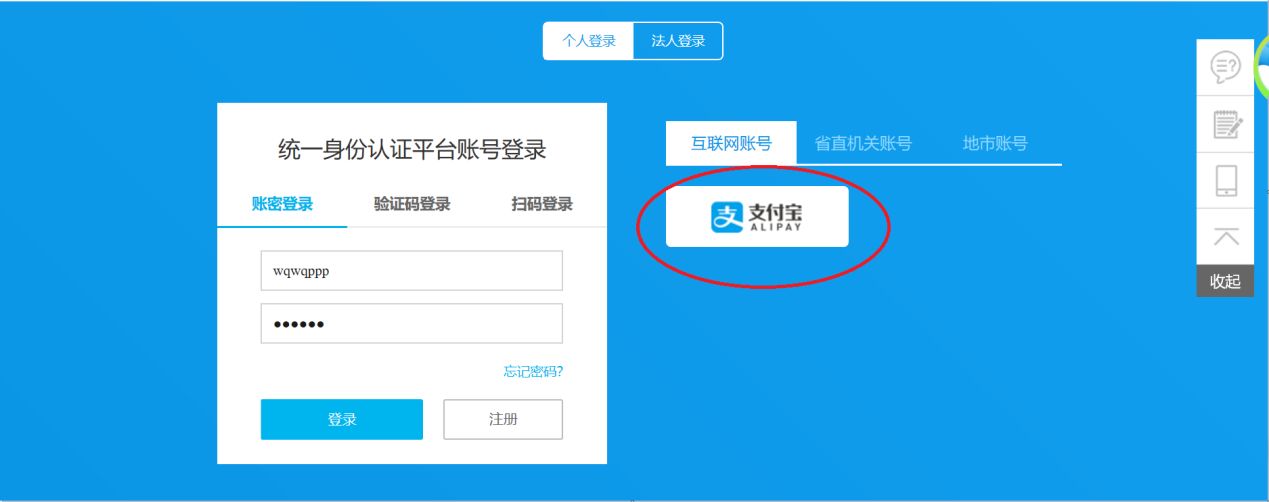 个人登录 法人登录
统一身份认证平台账号登录
账密登录 验证码登录 扫码登录
wqwqppp
••••••
忘记密码?
登录 注册
互联网账号 省直机关账号 地市账号
支付宝
ALIPAY
收起